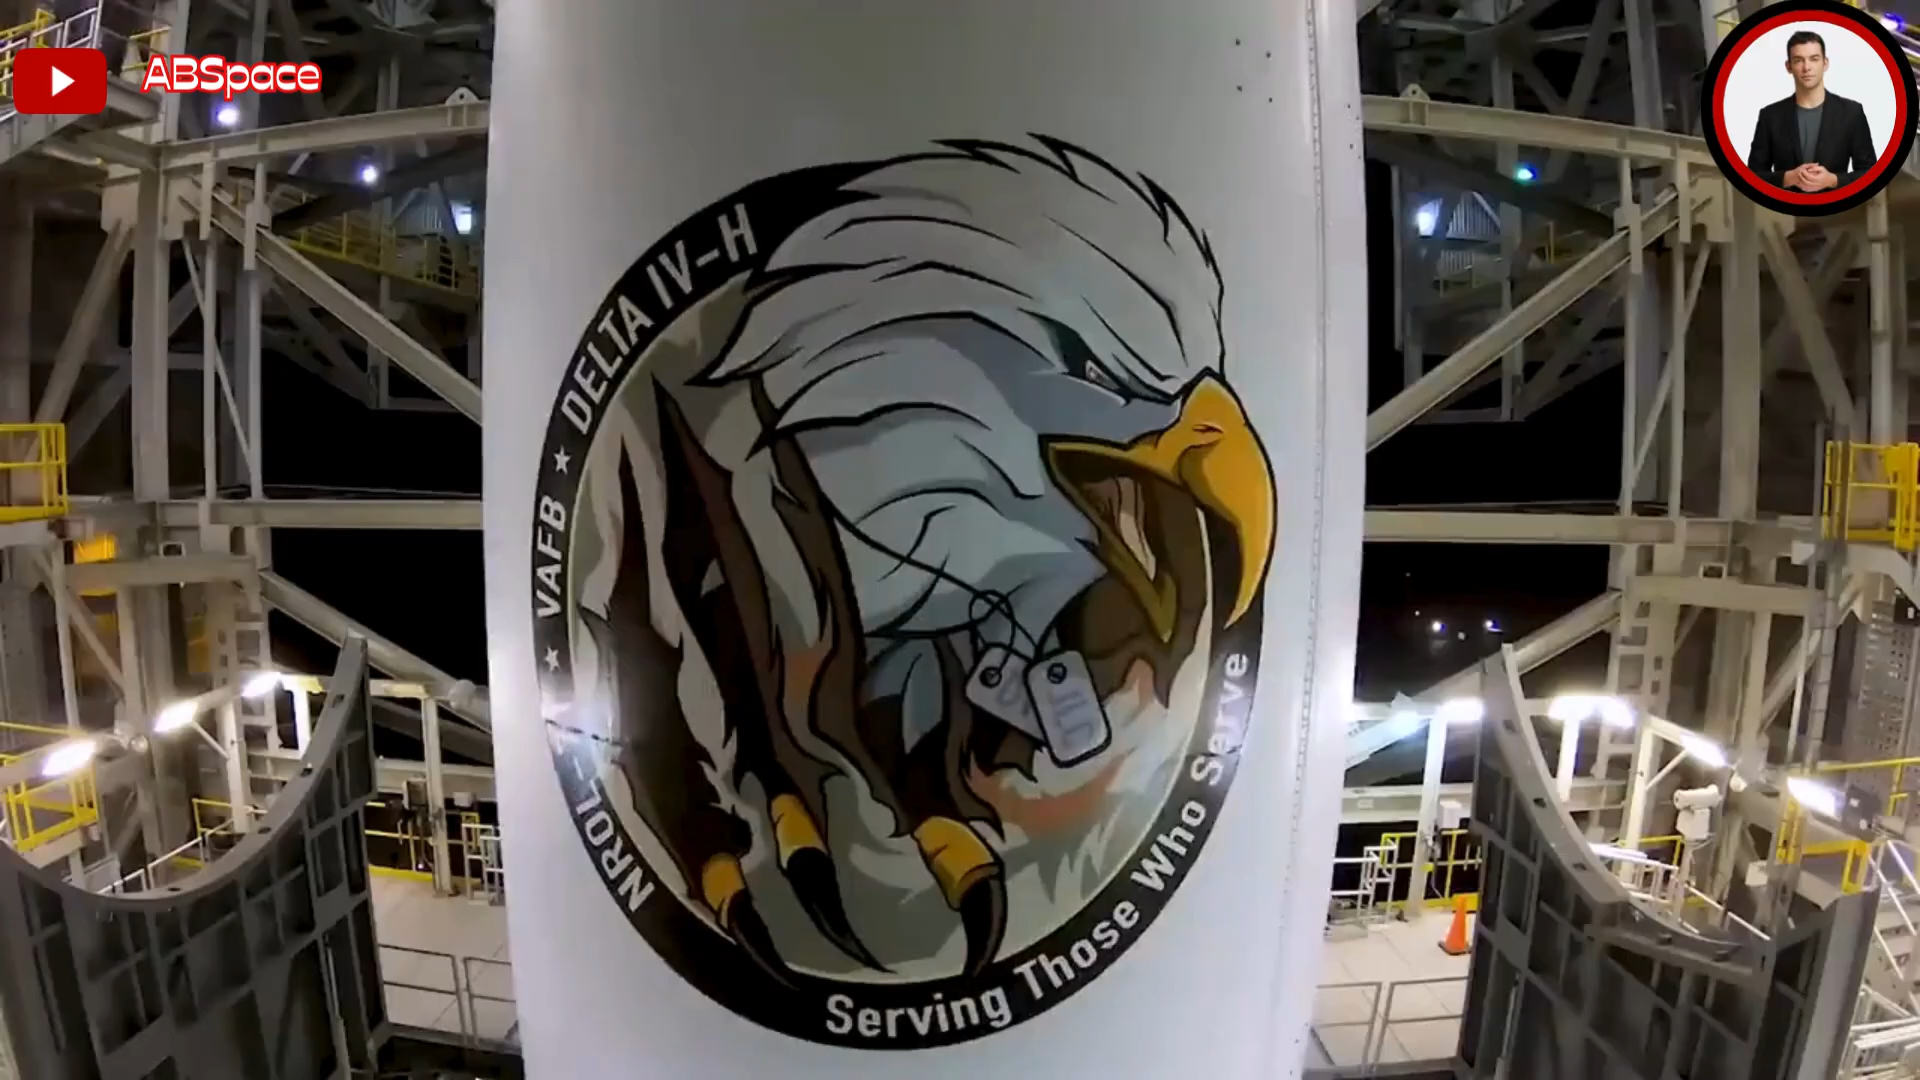 ABSpace
NROL- ★ VAFB ★ DELTA IV-H
Serving Those Who Serve